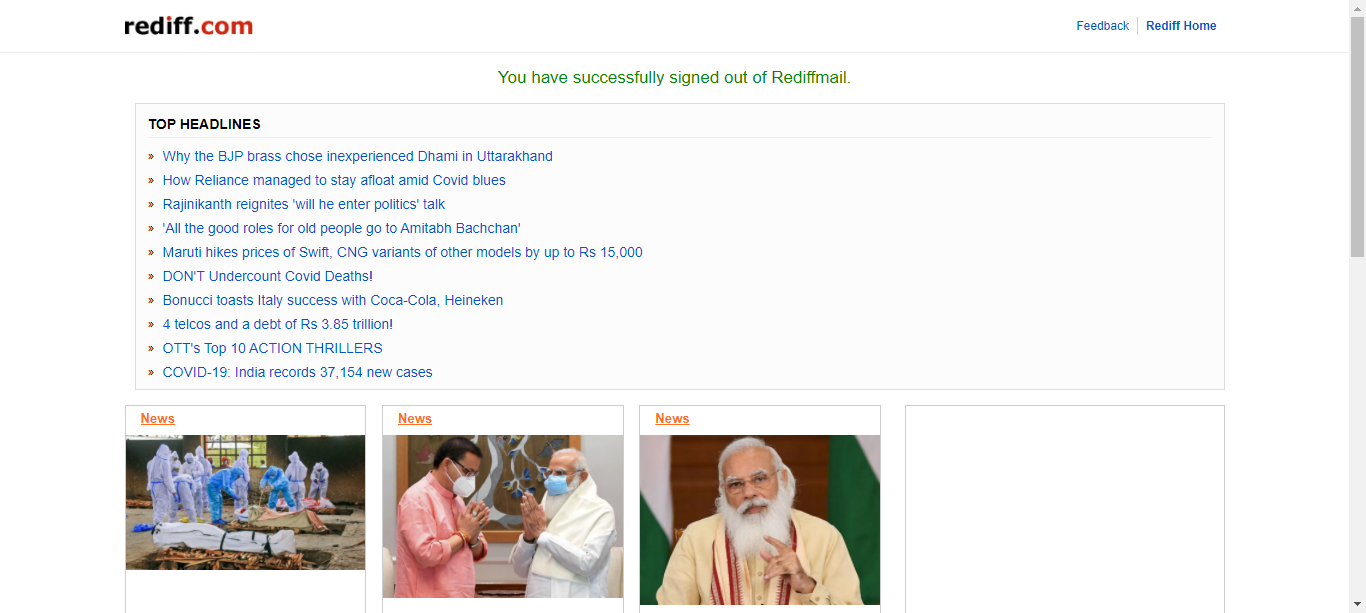 rediff.com
Feedback
Rediff Home
You have successfully signed out of Rediffmail.
TOP HEADLINES
» Why the BJP brass chose inexperienced Dhami in Uttarakhand
» How Reliance managed to stay afloat amid Covid blues
» Rajinikanth reignites 'will he enter politics' talk
» 'All the good roles for old people go to Amitabh Bachchan'
» Maruti hikes prices of Swift, CNG variants of other models by up to Rs 15,000
» DON'T Undercount Covid Deaths!
» Bonucci toasts Italy success with Coca-Cola, Heineken
» 4 telcos and a debt of Rs 3.85 trillion!
» OTT's Top 10 ACTION THRILLERS
» COVID-19: India records 37,154 new cases
News
News
News